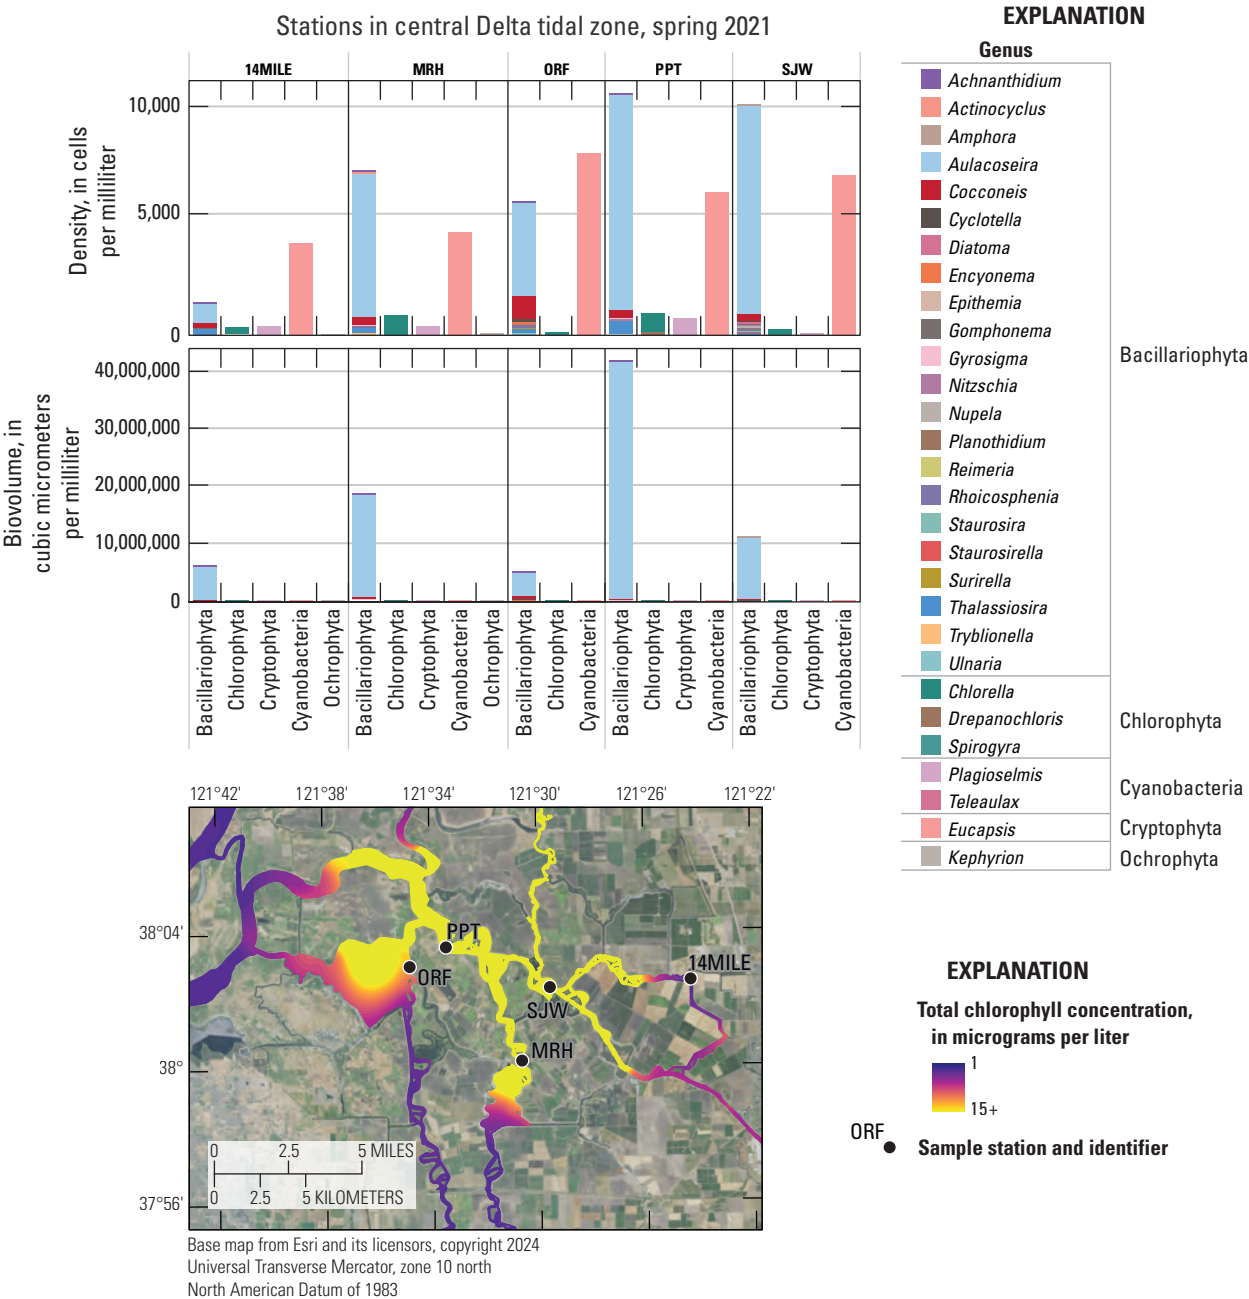 Stations in central Delta tidal zone, spring 2021
14MILE
MRH
ORF
PPT
SJW
Density, in cells
per milliliter
10,000
5,000
0
Biovolume, in
cubic micrometers
per milliliter
40,000,000
30,000,000
20,000,000
10,000,000
0
Bacillariophyta
Chlorophyta
Cryptophyta
Cyanobacteria
Ochrophyta
Bacillariophyta
Chlorophyta
Cryptophyta
Cyanobacteria
Ochrophyta
Bacillariophyta
Chlorophyta
Cyanobacteria
Bacillariophyta
Chlorophyta
Cryptophyta
Cyanobacteria
Bacillariophyta
Chlorophyta
Cryptophyta
Cyanobacteria
EXPLANATION
Genus
Achnanthidium
Actinocyclus
Amphora
Aulacoseira
Cocconeis
Cyclotella
Diatoma
Encyonema
Epithemia
Gomphonema
Gyrosigma
Nitzschia
Nupela
Planothidium
Reimeria
Rhoicosphenia
Staurosira
Staurosirella
Surirella
Thalassiosira
Tryblionella
Ulnaria
Bacillariophyta
Chlorella
Drepanochloris
Spirogyra
Chlorophyta
Plagioselmis
Teleaulax
Cyanobacteria
Eucapsis
Cryptophyta
Kephyrion
Ochrophyta
121°42'
121°38'
121°34'
121°30'
121°26'
121°22'
38°04'
38°
37°56'
PPT
ORF
SJW
14MILE
MRH
0 2.5 5 MILES
0 2.5 5 KILOMETERS
Base map from Esri and its licensors, copyright 2024
Universal Transverse Mercator, zone 10 north
North American Datum of 1983
EXPLANATION
Total chlorophyll concentration,
in micrograms per liter
1
15+
ORF
Sample station and identifier